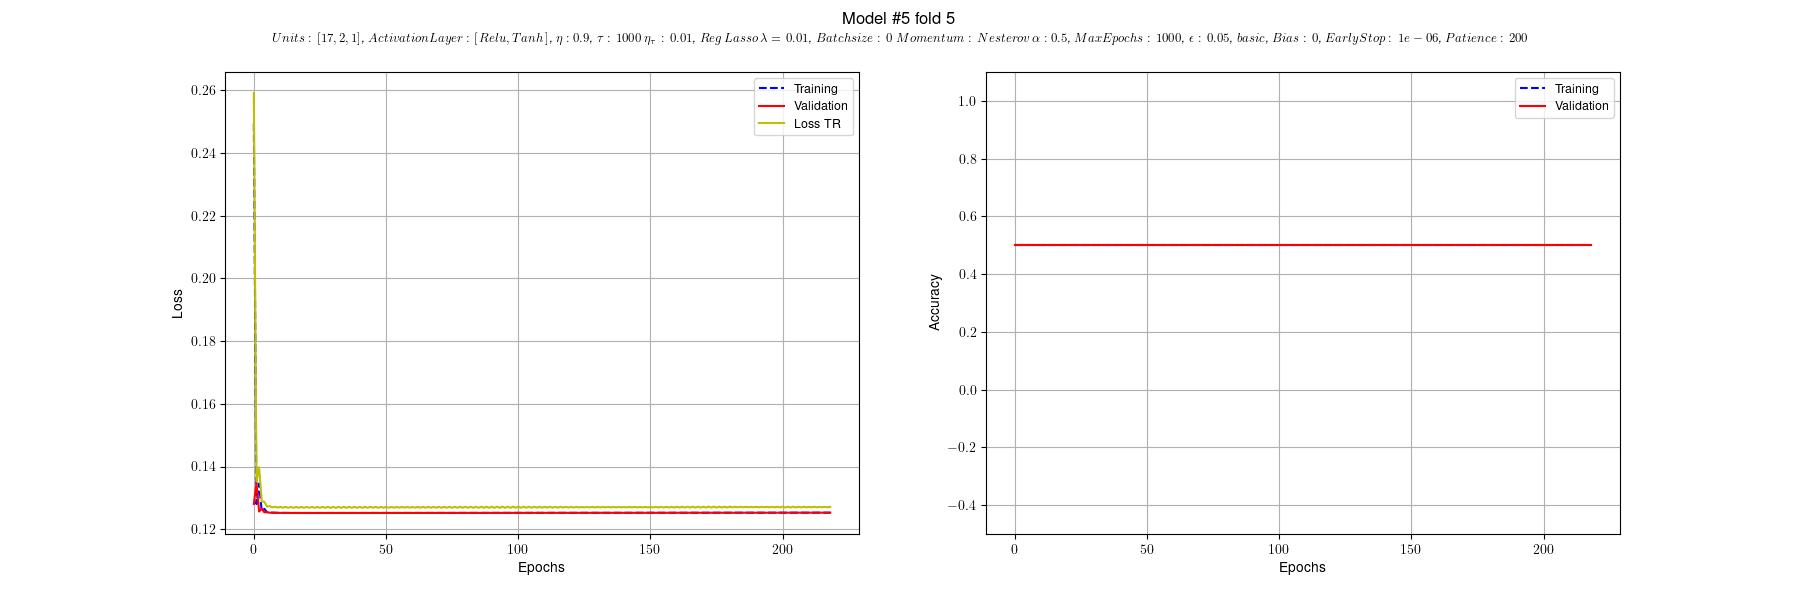 Model #5 fold 5
Units : [17, 2, 1], ActivationLayer : [Relu, Tanh], η : 0.9, τ : 1000 ητ : 0.01, Reg Lasso λ = 0.01, Batchsize : 0 Momentum : Nesterov α : 0.5, MaxEpochs : 1000, ϵ : 0.05, basic, Bias : 0, EarlyStop : 1e − 06, Patience : 200
Loss
0.26
0.24
0.22
0.20
0.18
0.16
0.14
0.12
0
50
100
150
200
Epochs
Training
Validation
Loss TR
Accuracy
1.0
0.8
0.6
0.4
0.2
0.0
−0.2
−0.4
0
50
100
150
200
Epochs
Training
Validation